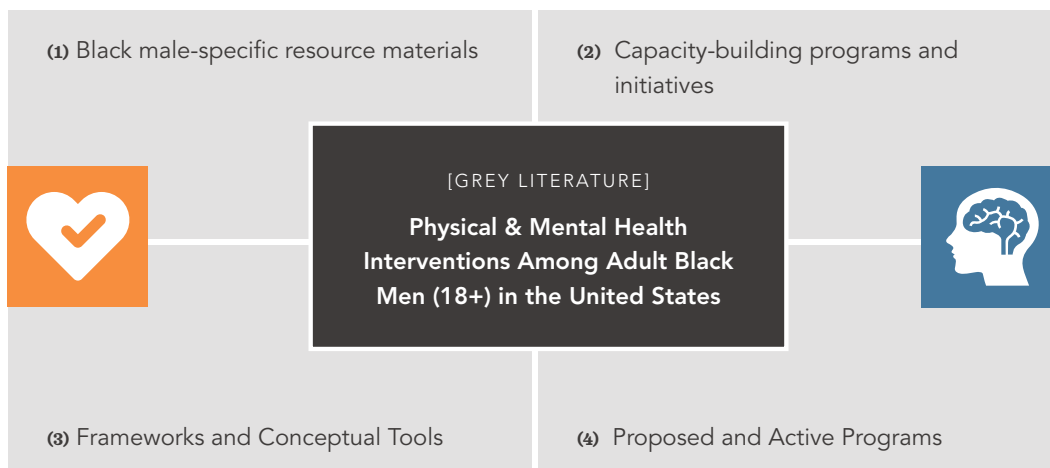 (1) Black male-specific resource materials
(2) Capacity-building programs and
initiatives
[GREY LITERATURE]
Physical & Mental Health
Interventions Among Adult Black
Men (18+) in the United States
(3) Frameworks and Conceptual Tools
(4) Proposed and Active Programs